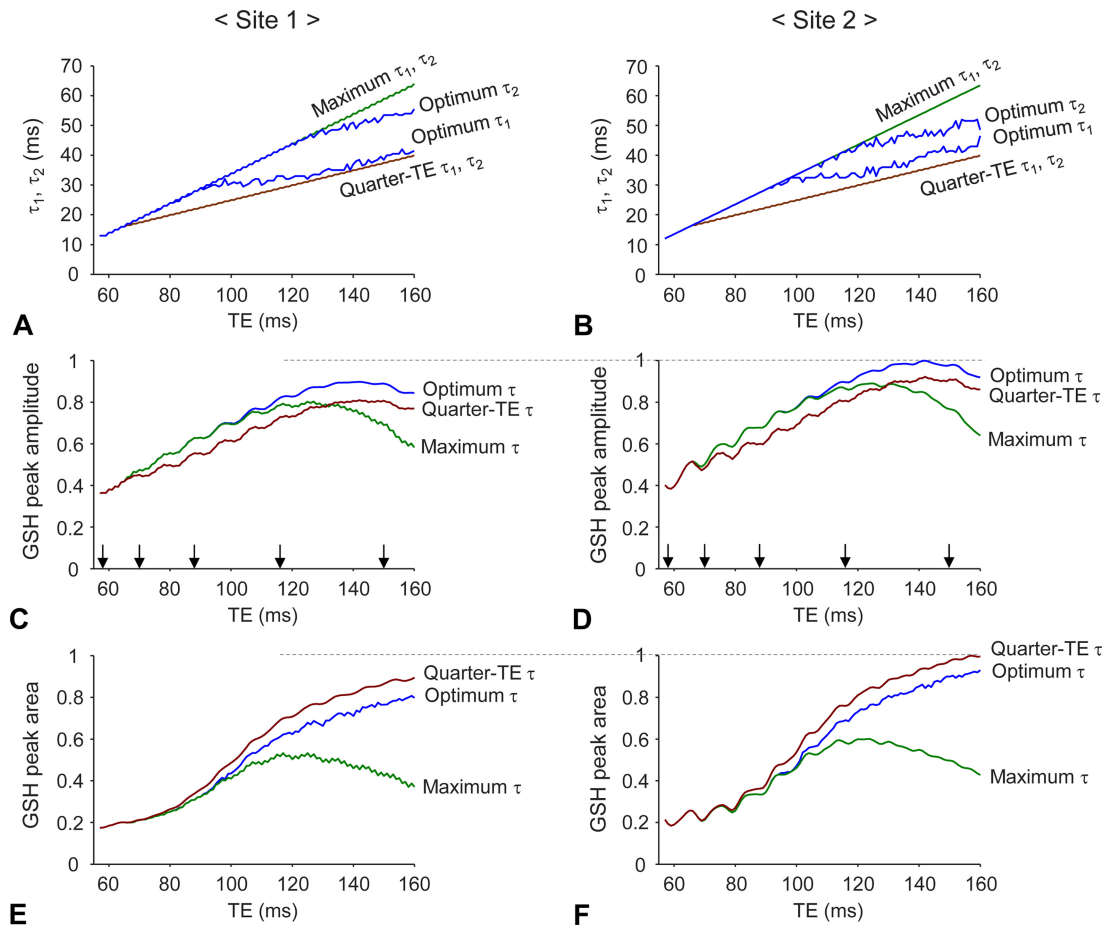 < Site 1 >
< Site 2 >
70
60
50
40
30
20
10
0
τ1, τ2 (ms)
60
80
100
120
140
160
TE (ms)
Maximum τ1, τ2
Optimum τ2
Optimum τ1
Quarter-TE τ1, τ2
A
70
60
50
40
30
20
10
0
τ1, τ2 (ms)
60
80
100
120
140
160
TE (ms)
Maximum τ1, τ2
Optimum τ2
Optimum τ1
Quarter-TE τ1, τ2
B
1
0.8
0.6
0.4
0.2
0
GSH peak amplitude
60
80
100
120
140
160
TE (ms)
Optimum τ
Quarter-TE τ
Maximum τ
C
1
0.8
0.6
0.4
0.2
0
GSH peak amplitude
60
80
100
120
140
160
TE (ms)
Optimum τ
Quarter-TE τ
Maximum τ
D
1
0.8
0.6
0.4
0.2
0
GSH peak area
60
80
100
120
140
160
TE (ms)
Quarter-TE τ
Optimum τ
Maximum τ
E
1
0.8
0.6
0.4
0.2
0
GSH peak area
60
80
100
120
140
160
TE (ms)
Quarter-TE τ
Optimum τ
Maximum τ
F